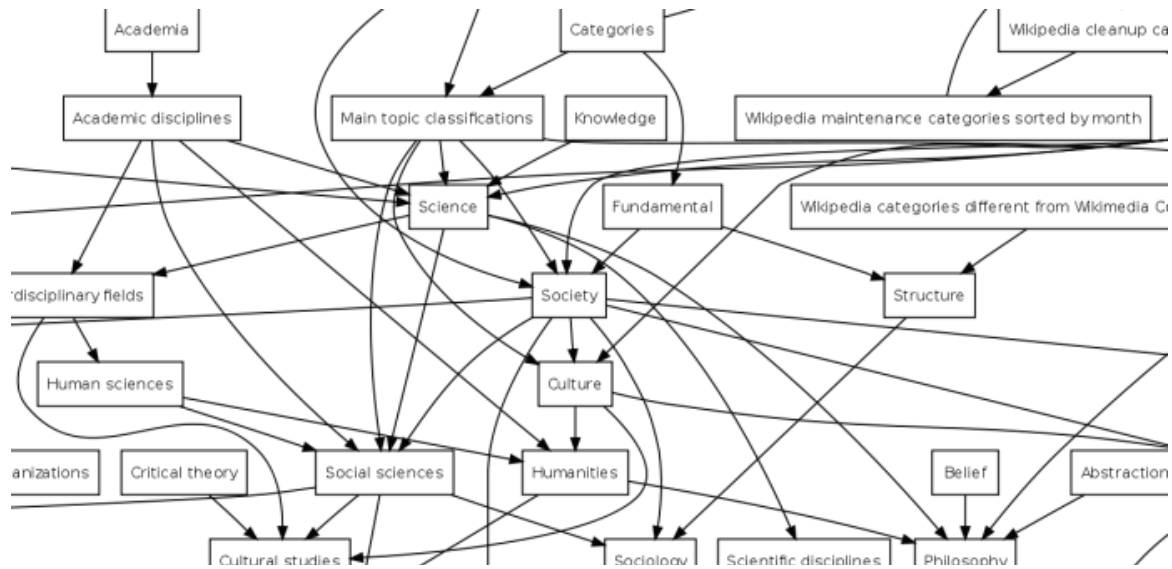 Academia
Categories
Wikipedia cleanup ca
Academic disciplines
Main topic classifications
Knowledge
Wikipedia maintenance categories sorted by month
Science
Fundamental
Wikipedia categories different from Wikimedia Co
rdisciplinary fields
Society
Structure
Human sciences
Culture
anizations
Critical theory
Social sciences
Humanities
Belief
Abstraction
Cultural studies
Sociology
Scientific disciplines
Philosophy